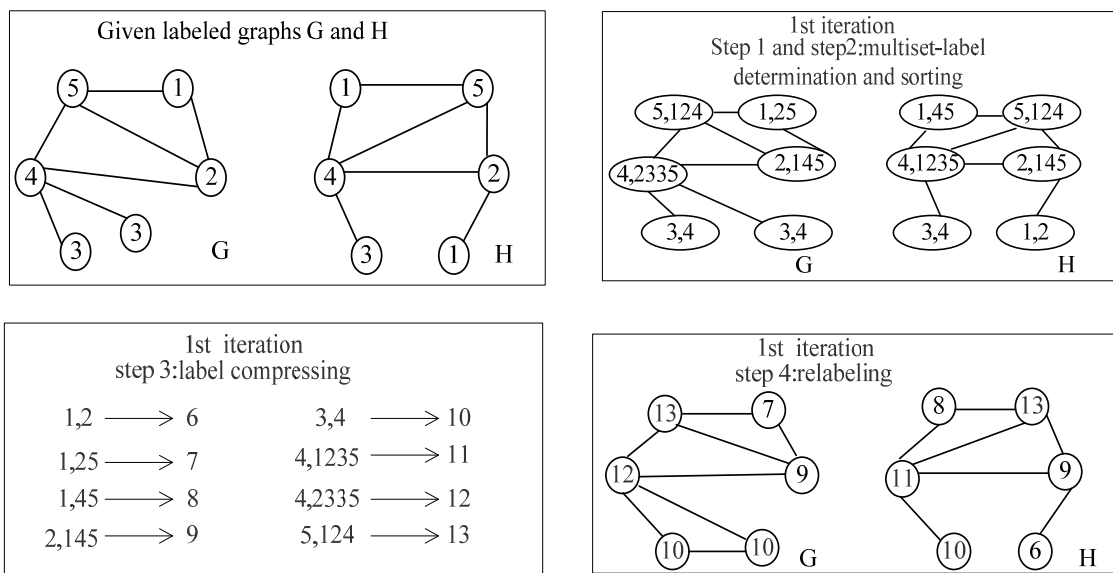 Given labeled graphs G and H
5
1
4
2
3
3
G
1
5
4
2
3
1
H
1st iteration
Step 1 and step2:multiset-label
determination and sorting
5,124
1,25
4,2335
2,145
3,4
3,4
G
1,45
5,124
4,1235
2,145
3,4
1,2
H
1st iteration
step 3:label compressing
1,2 → 6
1,25 → 7
1,45 → 8
2,145 → 9
3,4 → 10
4,1235 → 11
4,2335 → 12
5,124 → 13
1st iteration
step 4:relabeling
13
7
12
9
10
10
G
8
13
11
9
10
6
H